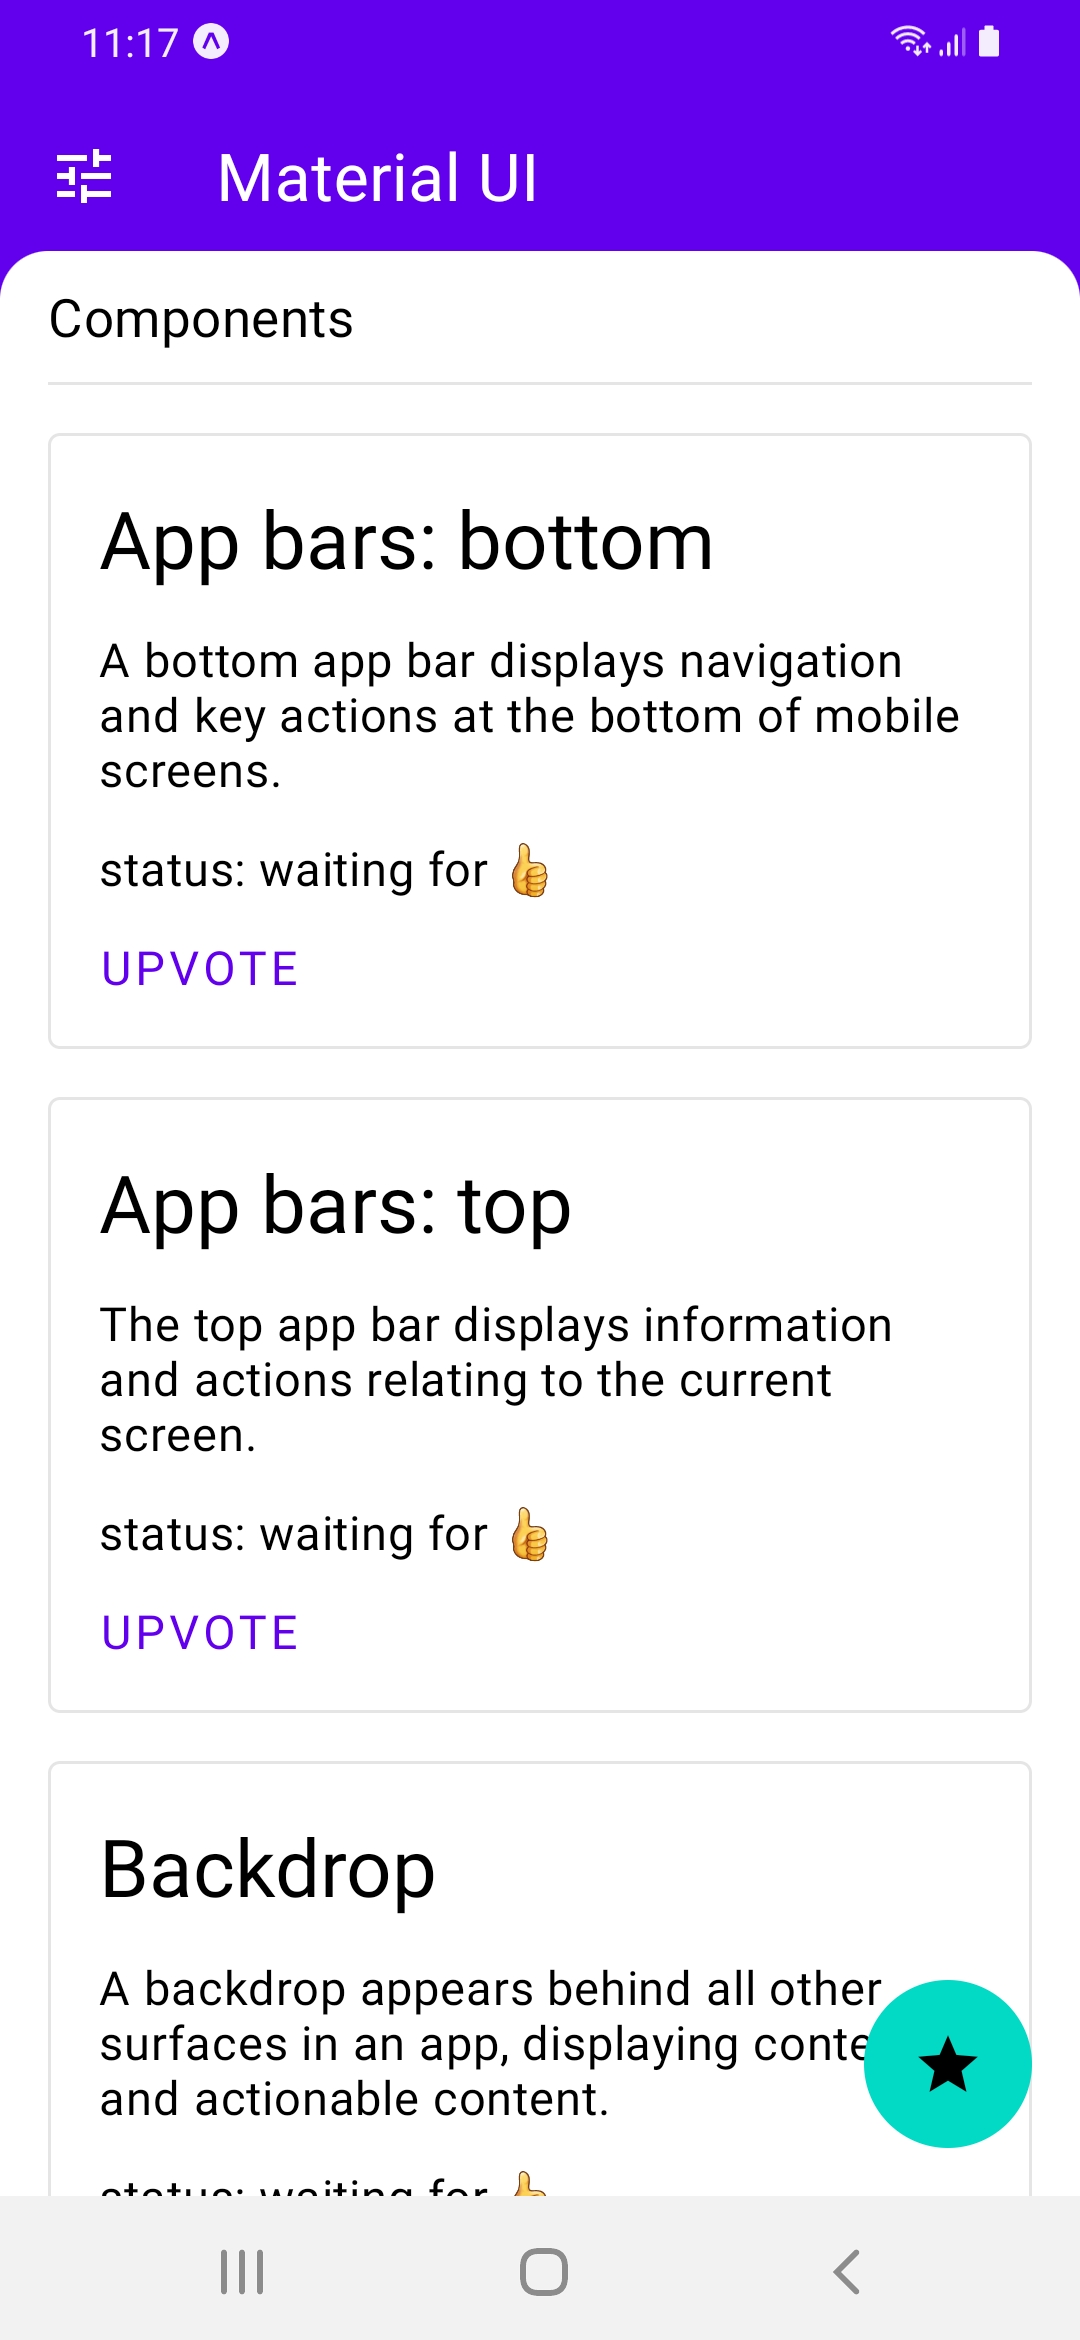 11:17
Material UI
Components
App bars: bottom
A bottom app bar displays navigation
and key actions at the bottom of mobile
screens.
status: waiting for 👍
UPVOTE
App bars: top
The top app bar displays information
and actions relating to the current
screen.
status: waiting for 👍
UPVOTE
Backdrop
A backdrop appears behind all other
surfaces in an app, displaying conte
and actionable content.
status: waiting for 👍